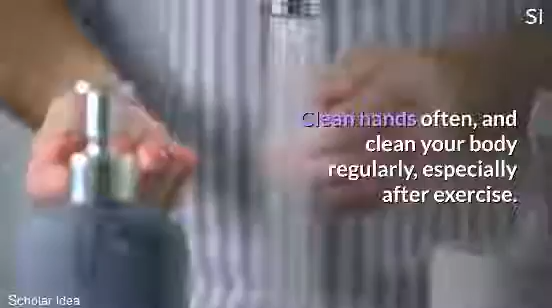 SI
Clean hands often, and
clean your body
regularly, especially
after exercise.
Scholar Idea